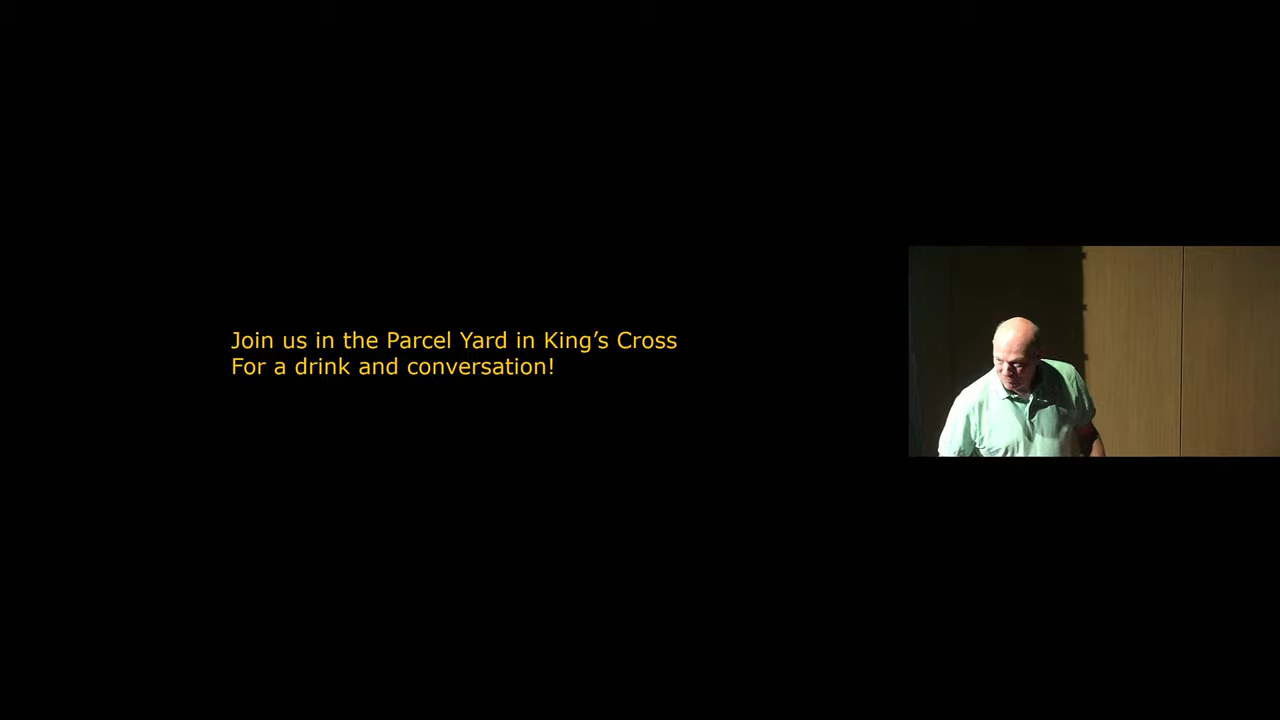 Join us in the Parcel Yard in King’s Cross
For a drink and conversation!